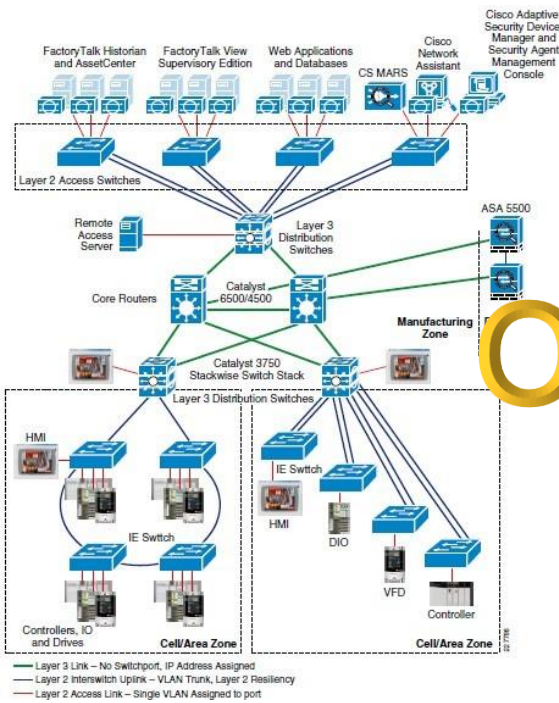 FactoryTalk Historian
and AssetCenter
FactoryTalk View
Supervisory Edition
Web Applications
and Databases
CS MARS
Cisco
Network
Assistant
Cisco Adaptive
Security Device
Manager and
Security Agent
Management
Console
Layer 2 Access Switches
Remote
Access
Server
Layer 3
Distribution
Switches
ASA 5500
Core Routers
Catalyst
6500/4500
Manufacturing
Zone
O
Catalyst 3750
Stackwise Switch Stack
Layer 3 Distribution Switches
HMI
IE Swttch
Controllers, IO
and Drives
Cell/Area Zone
IE Swttch
HMI
DIO
VFD
Controller
Cell/Area Zone
Layer 3 Link – No Switchport, IP Address Assigned
Layer 2 Interswitch Uplink – VLAN Trunk, Layer 2 Resiliency
Layer 2 Access Link – Single VLAN Assigned to port